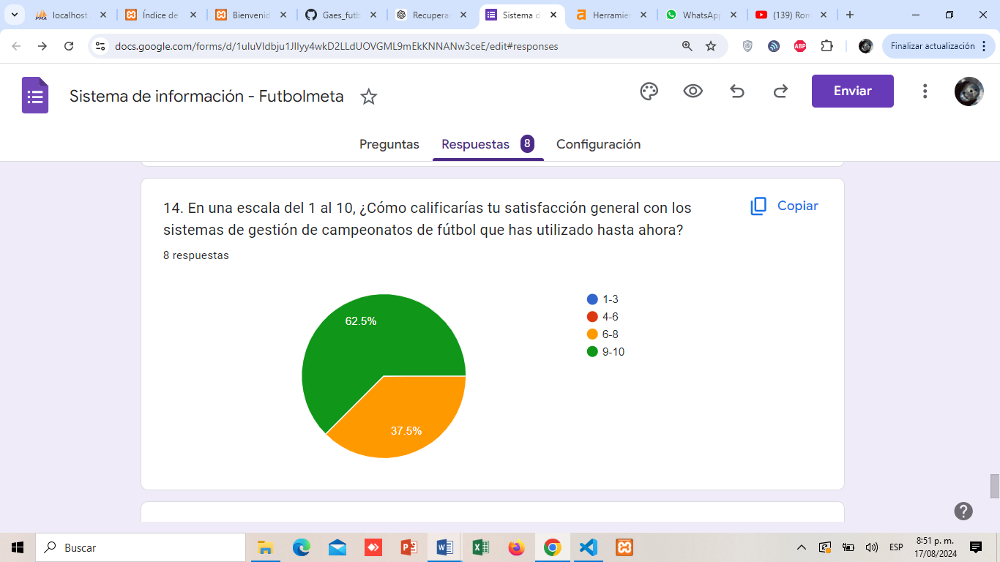 localhost
Índice de
Bienvenid
Gaes_futb
Recupera
Sistema d
Herramie
WhatsApp
(139) Ron
docs.google.com/forms/d/1uluVIdbju1JIlyy4wkD2LLdUOVGML9mEkKNNANw3ceE/edit#responses
ABP
Finalizar actualización
Sistema de información - Futbolmeta
Enviar
Preguntas
Respuestas 8
Configuración
14. En una escala del 1 al 10, ¿Cómo calificarías tu satisfacción general con los
sistemas de gestión de campeonatos de fútbol que has utilizado hasta ahora?
Copiar
8 respuestas
62.5%
37.5%
1-3
4-6
6-8
9-10
Buscar
ESP
8:51 p. m.
17/08/2024